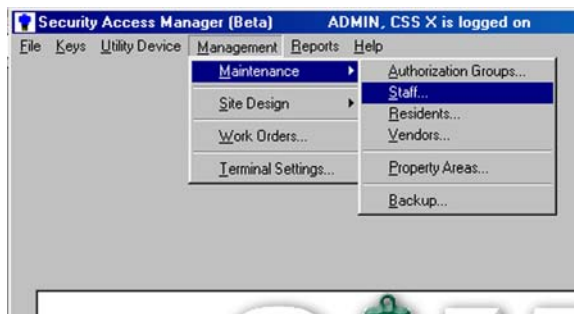 Security Access Manager (Beta) ADMIN, CSS X is logged on
File Keys Utility Device Management Reports Help
Maintenance
Site Design
Work Orders...
Terminal Settings...
Authorization Groups...
Staff...
Residents...
Vendors...
Property Areas...
Backup...